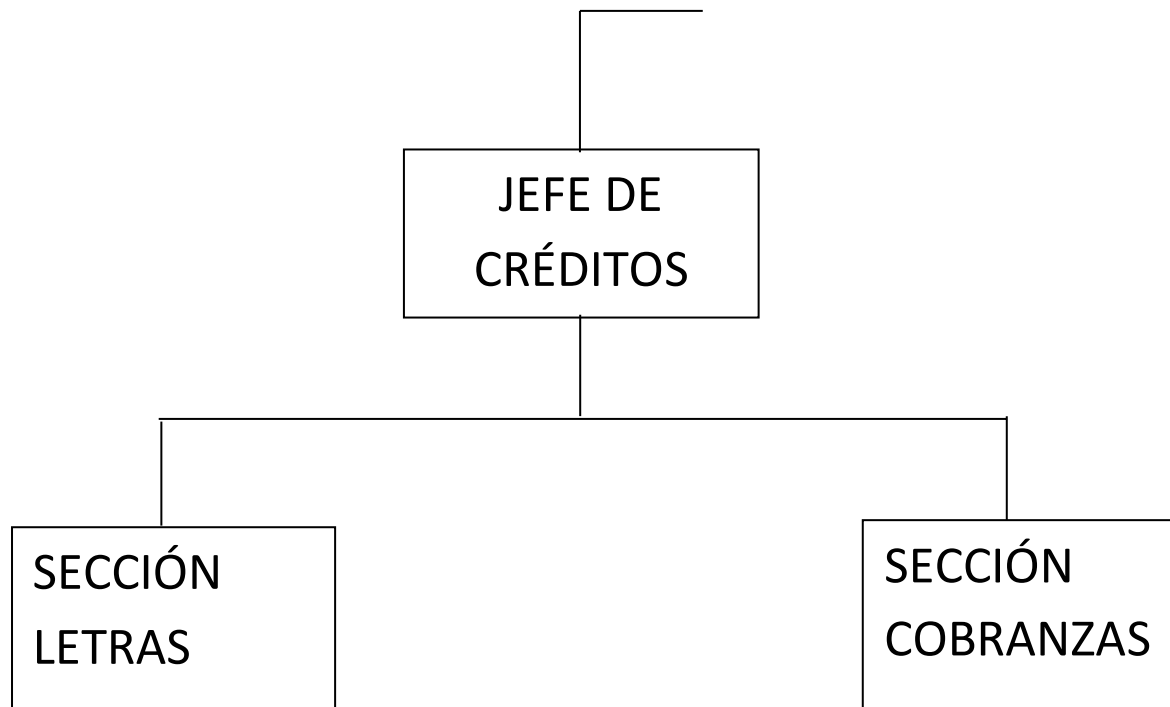 JEFE DE
CRÉDITOS
SECCIÓN
LETRAS
SECCIÓN
COBRANZAS